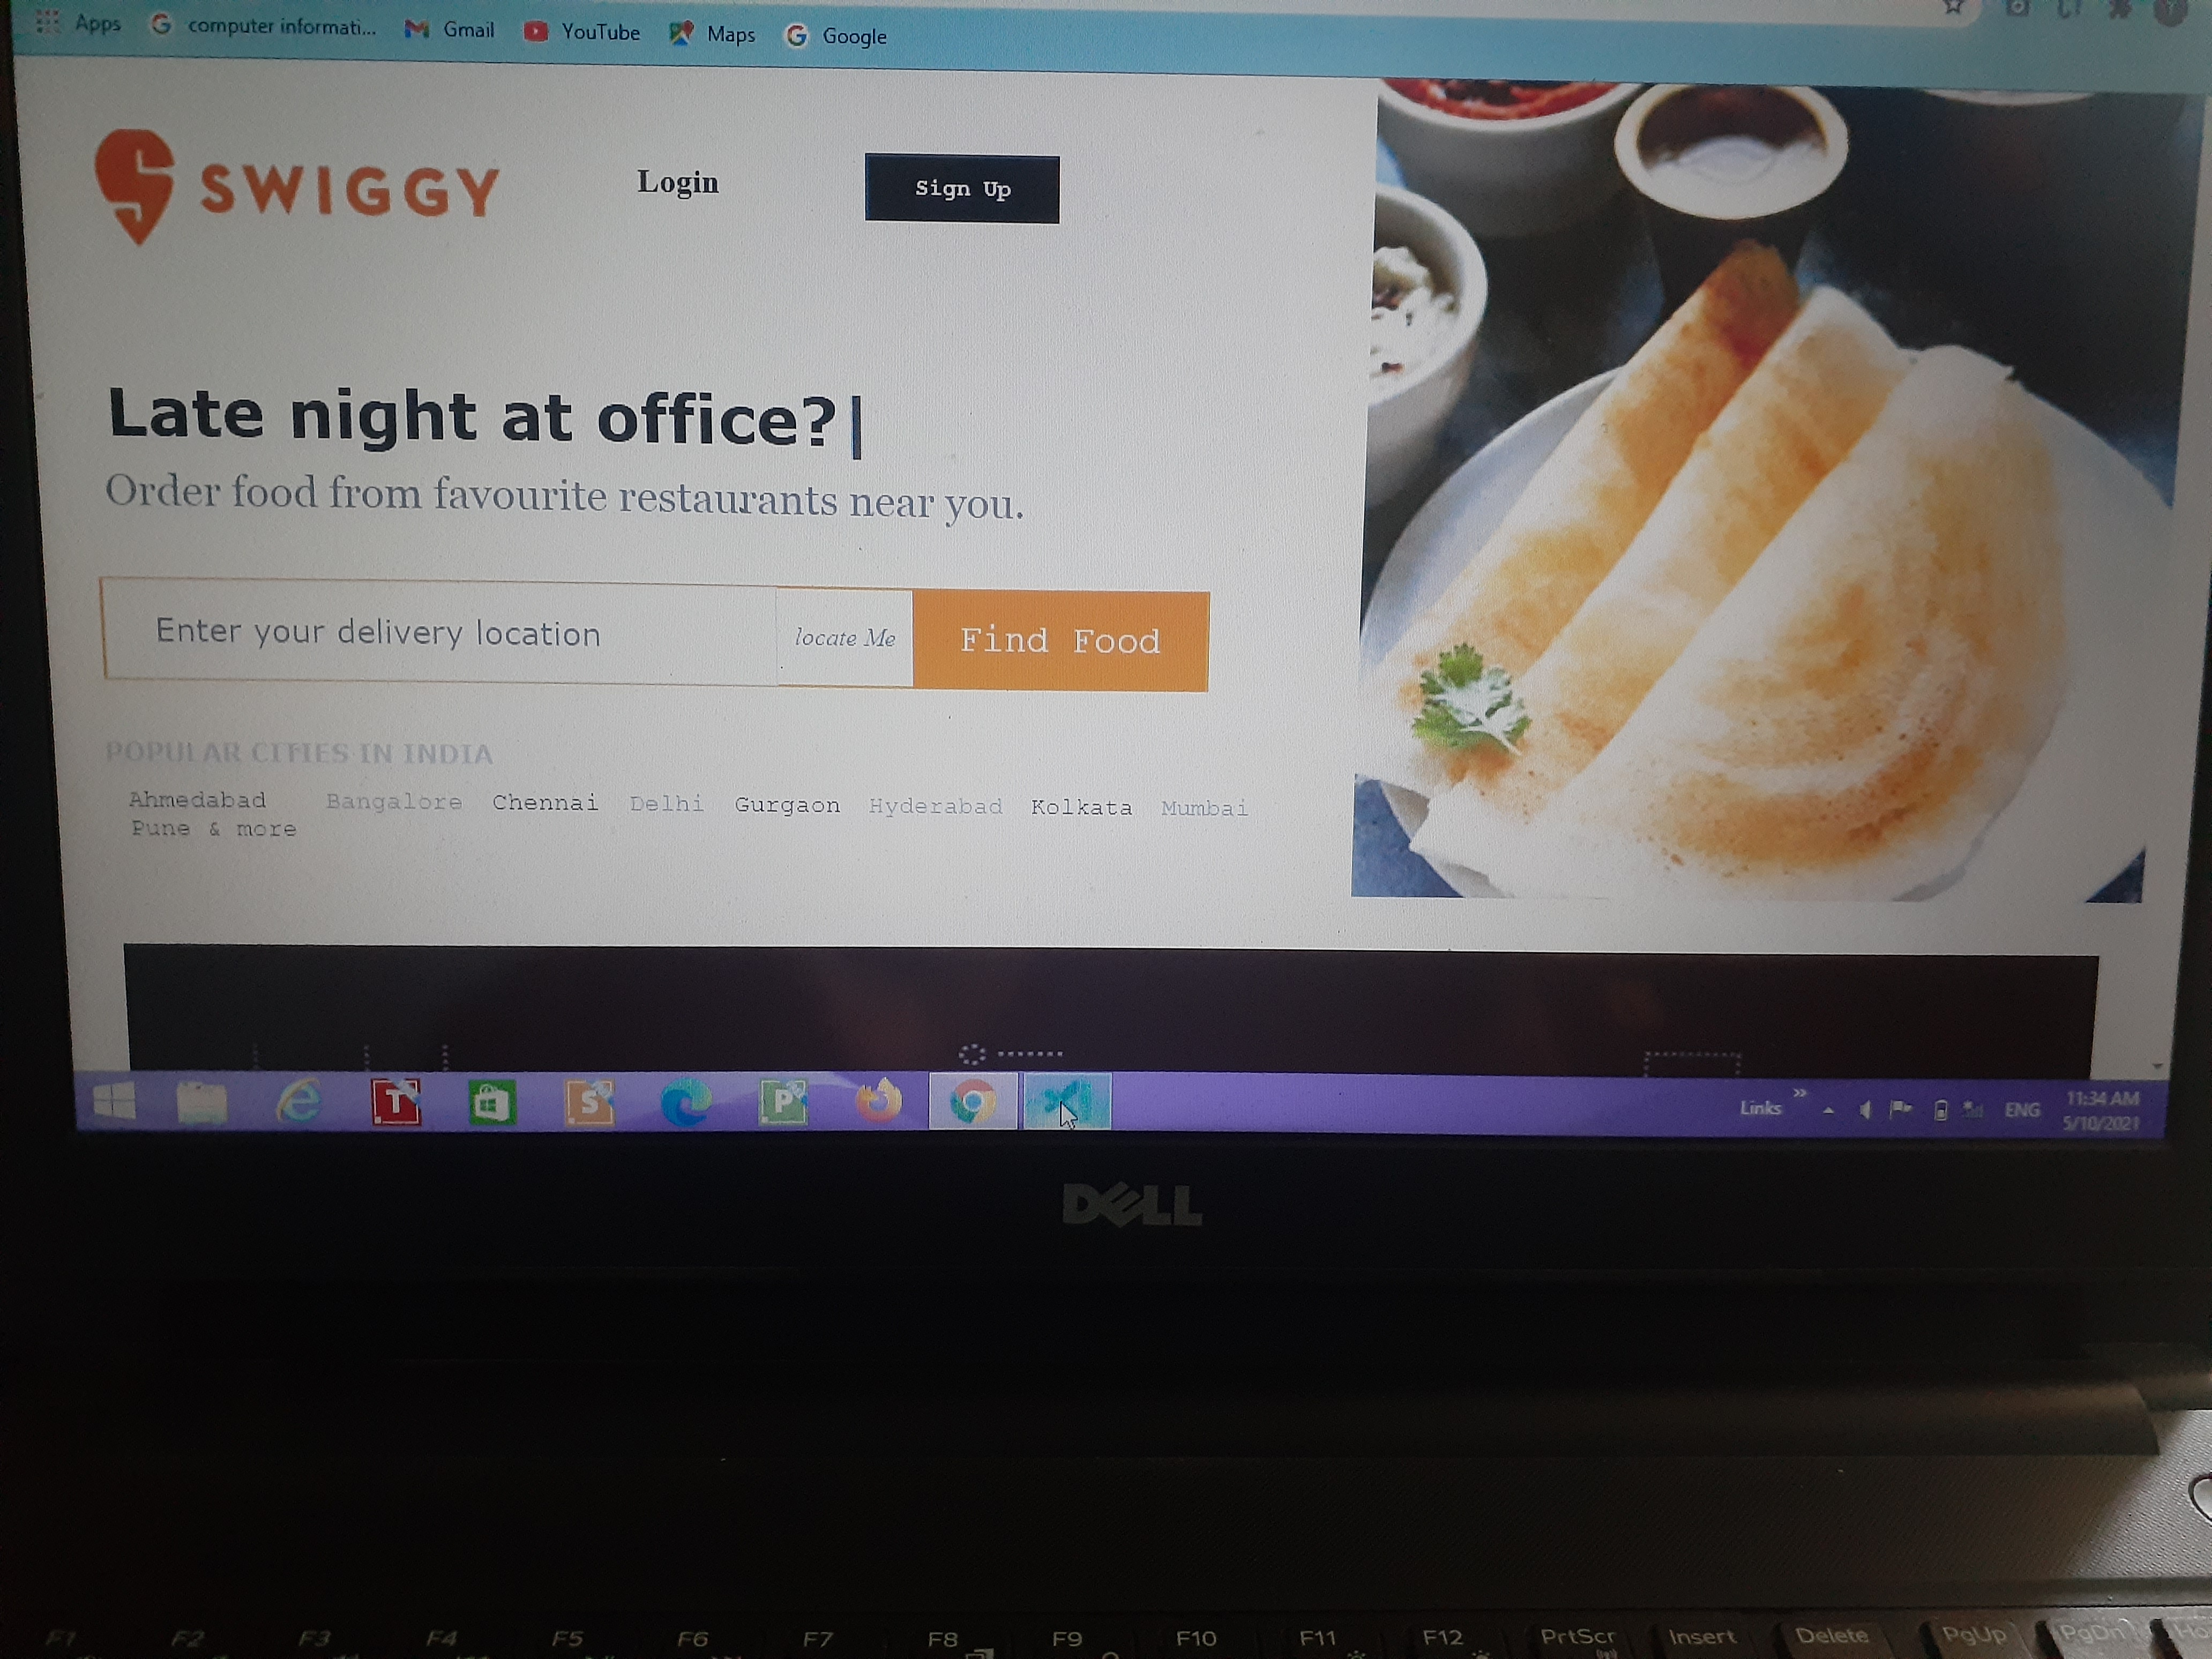 Apps computer informati... Gmail YouTube Maps Google
SWIGGY Login Sign Up
Late night at office?|
Order food from favourite restaurants near you.
Enter your delivery location locate Me Find Food
POPULAR CITIES IN INDIA
Ahmedabad Bangalore Chennai Delhi Gurgaon Hyderabad Kolkata Mumbai
Pune & more
Links ENG 11:34 AM
5/10/2021
DELL
F1 F2 F3 F4 F5 F6 F7 F8 F9 F10 F11 F12 PrtScr Insert Delete PgUp PgDn